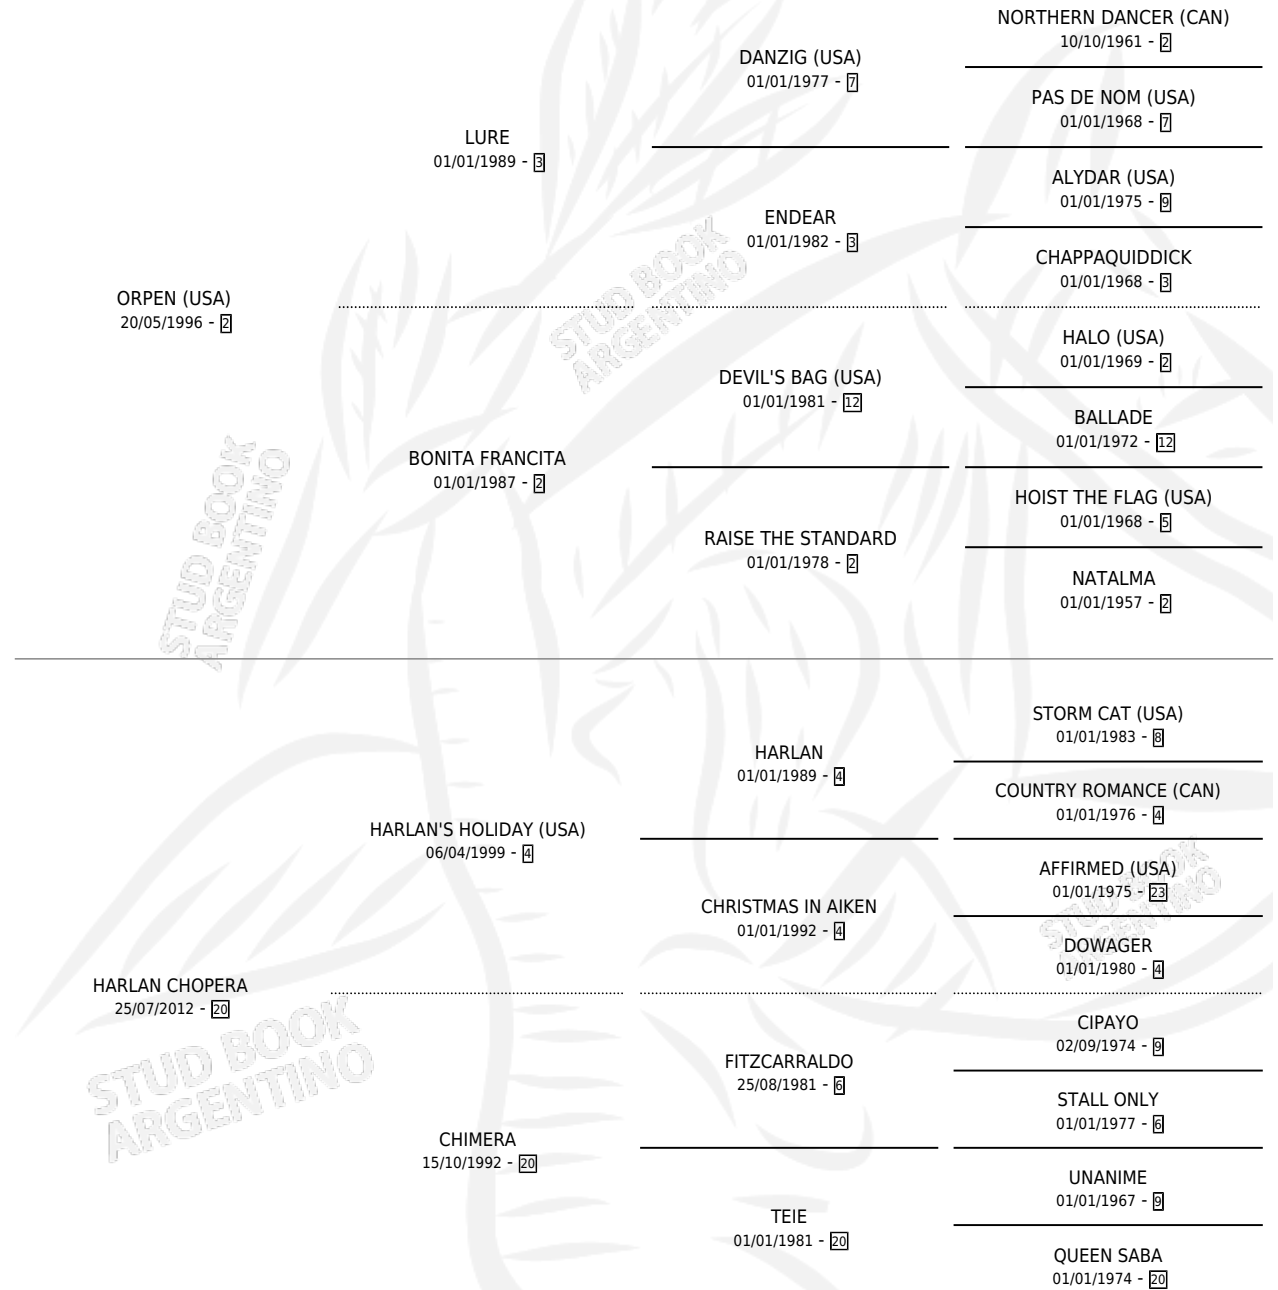 NORTHERN DANCER (CAN)
10/10/1961 - 2
DANZIG (USA)
01/01/1977 - 7
PAS DE NOM (USA)
01/01/1968 - 7
LURE
01/01/1989 - 3
ALYDAR (USA)
01/01/1975 - 9
ENDEAR
01/01/1982 - 3
CHAPPAQUIDDICK
01/01/1968 - 3
ORPEN (USA)
20/05/1996 - 2
HALO (USA)
01/01/1969 - 2
DEVIL'S BAG (USA)
01/01/1981 - 12
BALLADE
01/01/1972 - 12
BONITA FRANCITA
01/01/1987 - 2
HOIST THE FLAG (USA)
01/01/1968 - 5
RAISE THE STANDARD
01/01/1978 - 2
NATALMA
01/01/1957 - 2
STUD BOOK
ARGENTINO
STUD BOOK
ARGENTINO
STORM CAT (USA)
01/01/1983 - 8
HARLAN
01/01/1989 - 4
COUNTRY ROMANCE (CAN)
01/01/1976 - 4
HARLAN'S HOLIDAY (USA)
06/04/1999 - 4
AFFIRMED (USA)
01/01/1975 - 23
CHRISTMAS IN AIKEN
01/01/1992 - 4
DOWAGER
01/01/1980 - 4
HARLAN CHOPERA
25/07/2012 - 20
CIPAYO
02/09/1974 - 9
FITZCARRALDO
25/08/1981 - 6
STALL ONLY
01/01/1977 - 6
CHIMERA
15/10/1992 - 20
UNANIME
01/01/1967 - 9
TEIE
01/01/1981 - 20
QUEEN SABA
01/01/1974 - 20
STUD BOOK
ARGENTINO
STUD BOOK
ARGENTINO